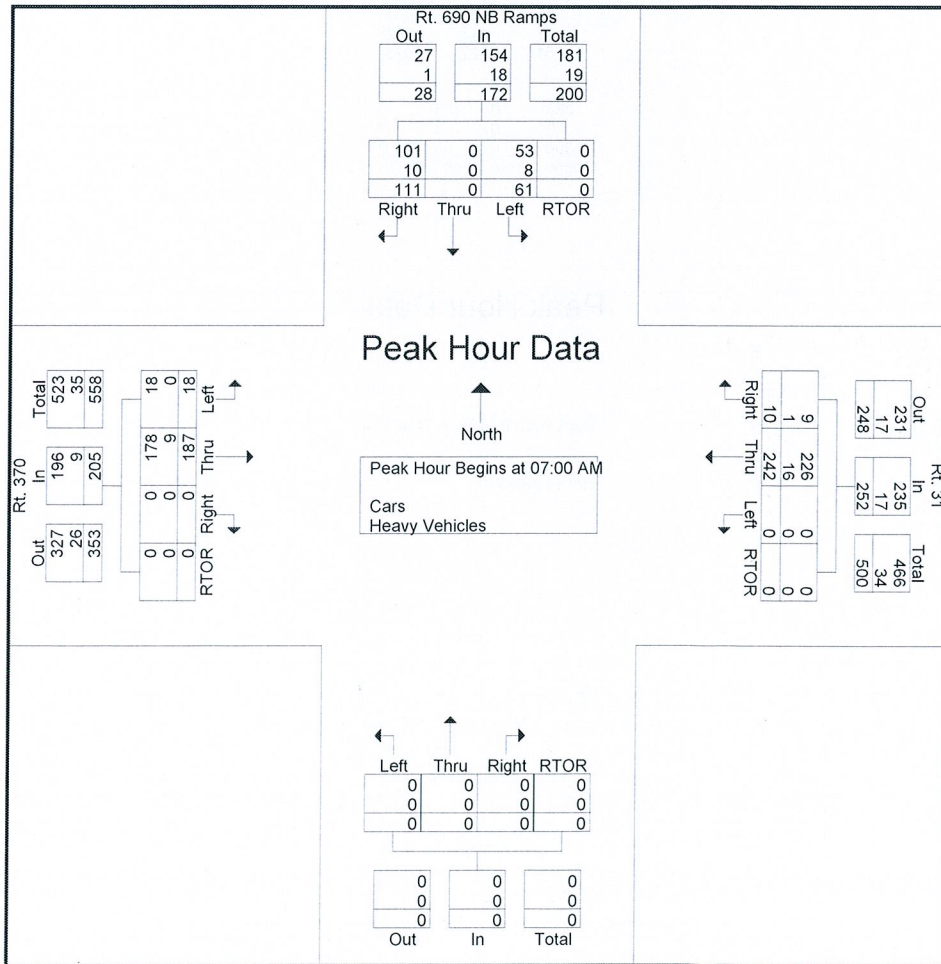 Rt. 690 NB Ramps
Out In Total
27 154 181
1 18 19
28 172 200
101 0 53 0
10 0 8 0
111 0 61 0
Right Thru Left RTOR
Peak Hour Data
North
Peak Hour Begins at 07:00 AM
Cars
Heavy Vehicles
Rt. 370
Out In Total
327 196 523
26 9 35
353 205 558
RTOR Right Thru Left
0 0 178 18
0 0 9 0
0 0 187 18
Rt. 31
Out In Total
231 235 466
17 17 34
248 252 500
Right Thru Left RTOR
9 226 0 0
1 16 0 0
10 242 0 0
Left Thru Right RTOR
0 0 0 0
0 0 0 0
0 0 0 0
0 0 0
0 0 0
0 0 0
Out In Total